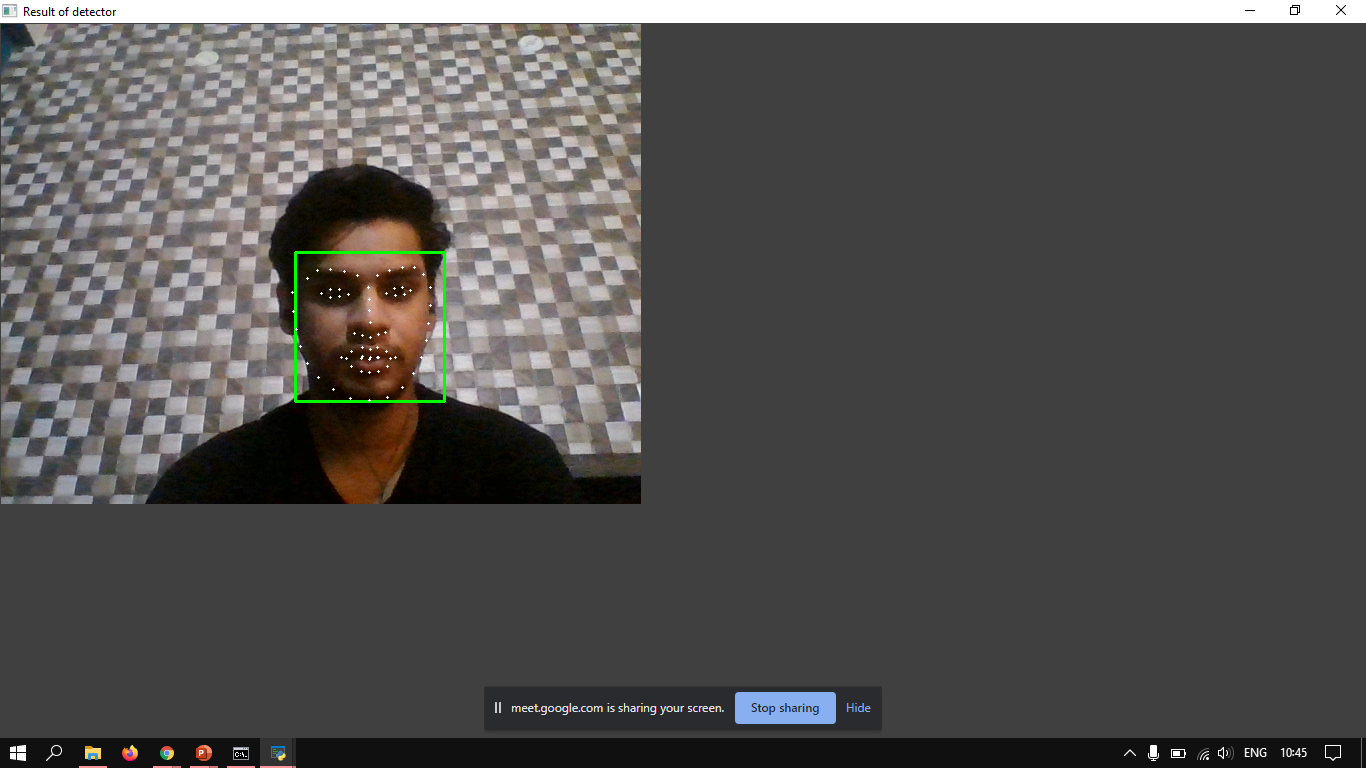 Result of detector
meet.google.com is sharing your screen.
Stop sharing
Hide
ENG
10:45